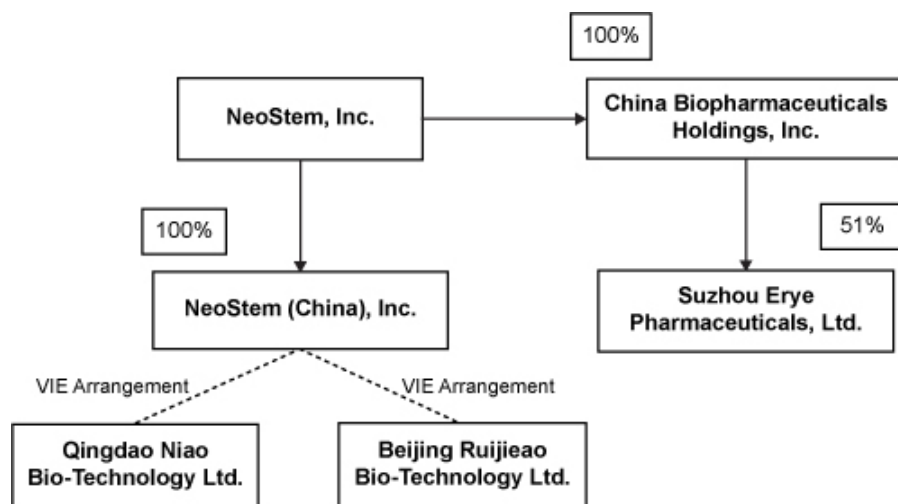 100%
NeoStem, Inc.
China Biopharmaceuticals
Holdings, Inc.
100%
51%
NeoStem (China), Inc.
Suzhou Erye
Pharmaceuticals, Ltd.
VIE Arrangement
VIE Arrangement
Qingdao Niao
Bio-Technology Ltd.
Beijing Ruijieao
Bio-Technology Ltd.